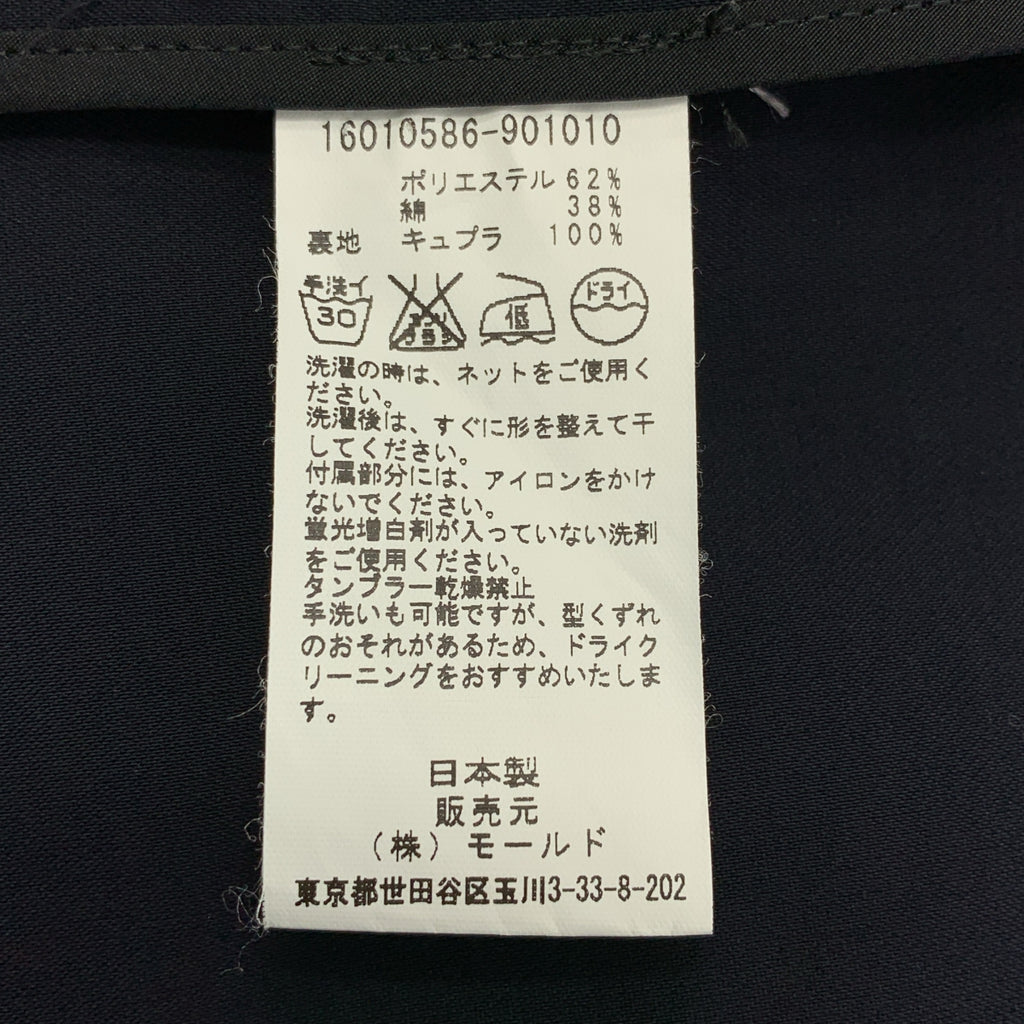 16010586-901010
ポリエステル 62%
綿 38%
裏地 キュプラ 100%
手洗イ 30 エンソ サラシ 低 ドライ
洗濯の時は、ネットをご使用く
ださい。
洗濯後は、すぐに形を整えて干
してください。
付属部分には、アイロンをかけ
ないでください。
蛍光増白剤が入っていない洗剤
をご使用ください。
タンブラー乾燥禁止
手洗いも可能ですが、型くずれ
のおそれがあるため、ドライク
リーニングをおすすめいたしま
す。
日本製
販売元
(株)モールド
東京都世田谷区玉川3-33-8-202